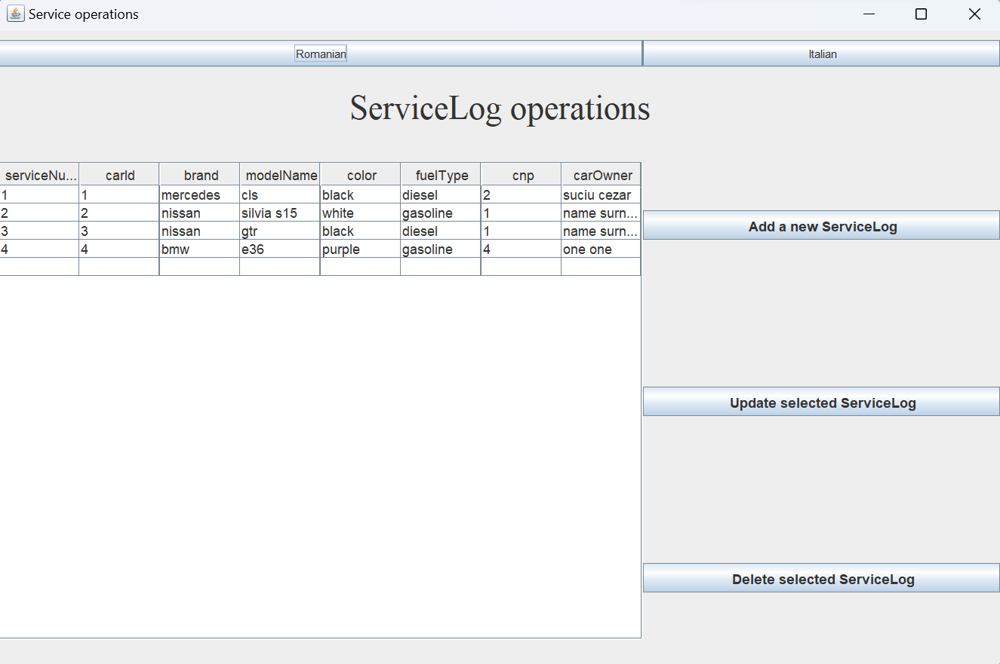 Service operations
Romanian Italian
ServiceLog operations
serviceNu... carId brand modelName color fuelType cnp carOwner
1 1 mercedes cls black diesel 2 suciu cezar
2 2 nissan silvia s15 white gasoline 1 name surn...
3 3 nissan gtr black diesel 1 name surn...
4 4 bmw e36 purple gasoline 4 one one
Add a new ServiceLog
Update selected ServiceLog
Delete selected ServiceLog